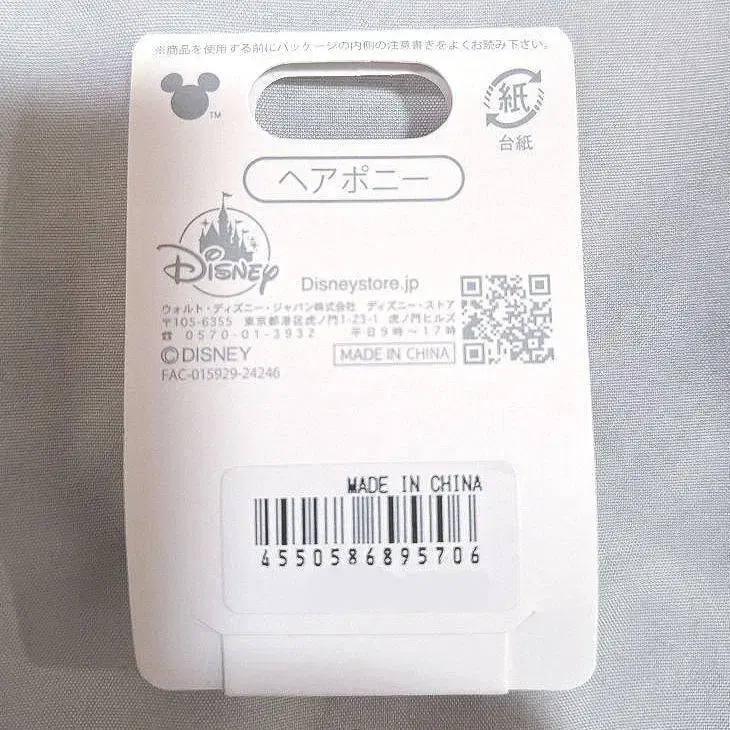 ※商品を使用する前にパッケージの内側の注意書きをよくお読み下さい。
TM
紙
台紙
ヘアポニー
Disney
Disneystore.jp
ウォルト・ディズニー・ジャパン株式会社 ディズニー・ストア
〒105-6355 東京都港区虎ノ門1-23-1 虎ノ門ヒルズ
☎ 0570-01-3932 平日9時〜17時
©DISNEY
MADE IN CHINA
FAC-015929-24246
MADE IN CHINA
4550586895706